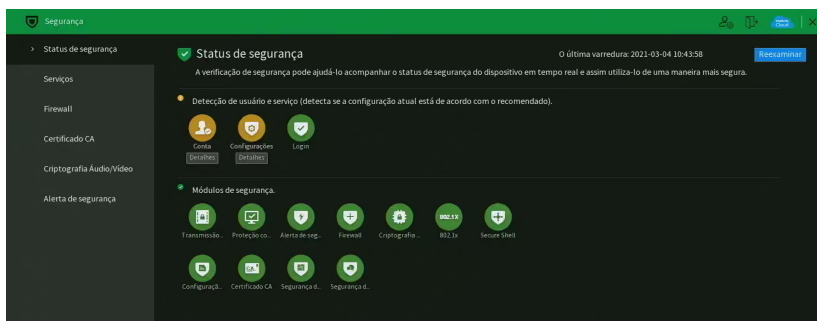 Segurança
Status de segurança
Serviços
Firewall
Certificado CA
Criptografia Áudio/Vídeo
Alerta de segurança
Status de segurança
O última varredura: 2021-03-04 10:43:58
Reexaminar
A verificação de segurança pode ajudá-lo acompanhar o status de segurança do dispositivo em tempo real e assim utiliza-lo de uma maneira mais segura.
Detecção de usuário e serviço (detecta se a configuração atual está de acordo com o recomendado).
Conta
Configurações
Login
Detalhes
Detalhes
Módulos de segurança.
802.1X
Transmissão...
Proteção co...
Alerta de seg...
Firewall
Criptografia ...
802.1x
Secure Shell
CA
Configuraçã...
Certificado CA
Segurança d...
Segurança d...